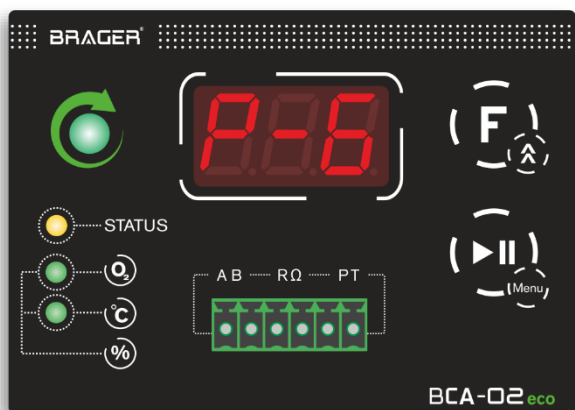 BRAGER®
P-6
F
STATUS
O₂
°C
%
A B RΩ PT
Menu
BCA-02 eco